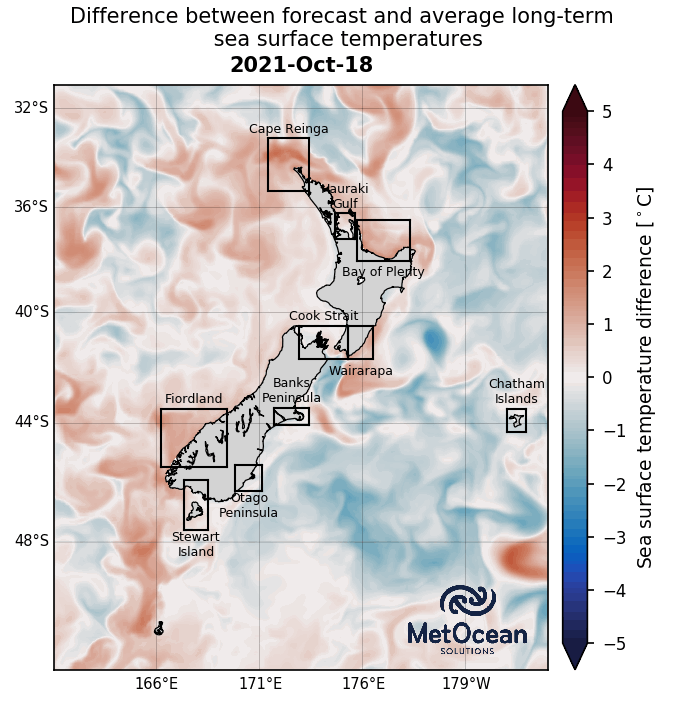 Difference between forecast and average long-term
sea surface temperatures
2021-Oct-18
32°S
36°S
40°S
44°S
48°S
166°E
171°E
176°E
179°W
Cape Reinga
Hauraki
Gulf
Bay of Plenty
Cook Strait
Wairarapa
Banks
Peninsula
Fiordland
Chatham
Islands
Otago
Peninsula
Stewart
Island
MetOcean
SOLUTIONS
5
4
3
2
1
0
−1
−2
−3
−4
−5
Sea surface temperature difference [°C]